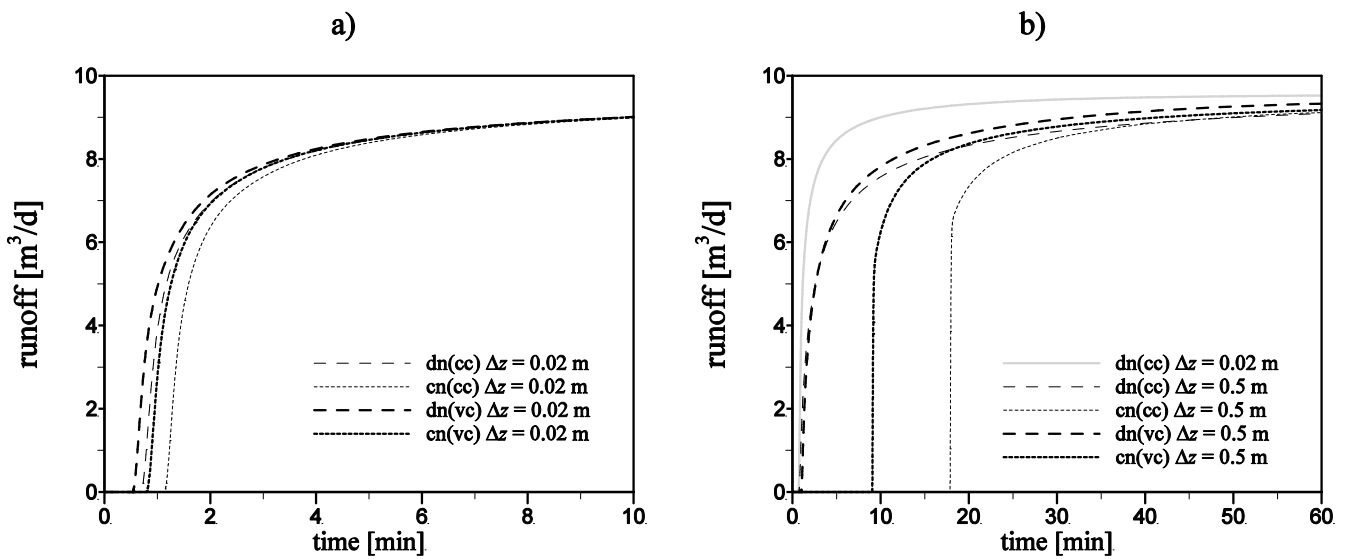 a)
runoff [m³/d]
10
8
6
4
2
0
dn(cc) Δz = 0.02 m
cn(cc) Δz = 0.02 m
dn(vc) Δz = 0.02 m
cn(vc) Δz = 0.02 m
0. 2. 4. 6. 8. 10.
time [min].
b)
runoff [m³/d]
10
8
6
4
2
0
dn(cc) Δz = 0.02 m
dn(cc) Δz = 0.5 m
cn(cc) Δz = 0.5 m
dn(vc) Δz = 0.5 m
cn(vc) Δz = 0.5 m
0. 10. 20. 30. 40. 50. 60.
time [min].